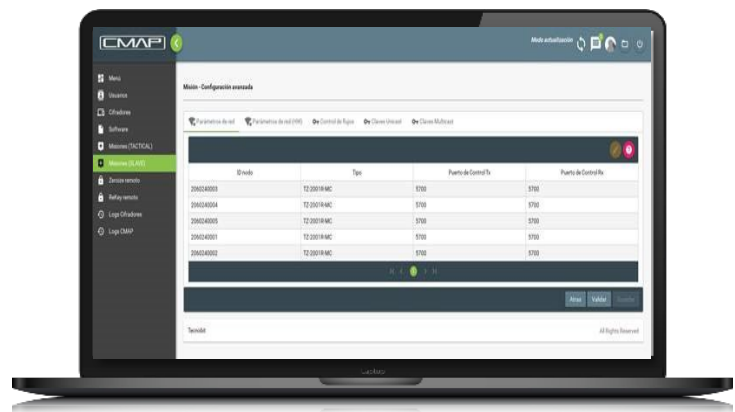 CMAP
Modo actualización
Menú
Usuarios
Cifradores
Software
Misiones (TACTICAL)
Misiones (SLAVE)
Zeroize remoto
ReKey remoto
Logs Cifradores
Logs CMAP
Misión - Configuración avanzada
Parámetros de red
Parámetros de red (HW)
Control de flujos
Claves Unicast
Claves Multicast
ID nodo Tipo Puerto de Control Tx Puerto de Control Rx
2060240003 TZ-2001R-MC 5700 5700
2060240004 TZ-2001R-MC 5700 5700
2060240005 TZ-2001R-MC 5700 5700
2060240001 TZ-2001R-MC 5700 5700
2060240002 TZ-2001R-MC 5700 5700
Atras Validar
Tecnobit All Rights Reserved
Laptop